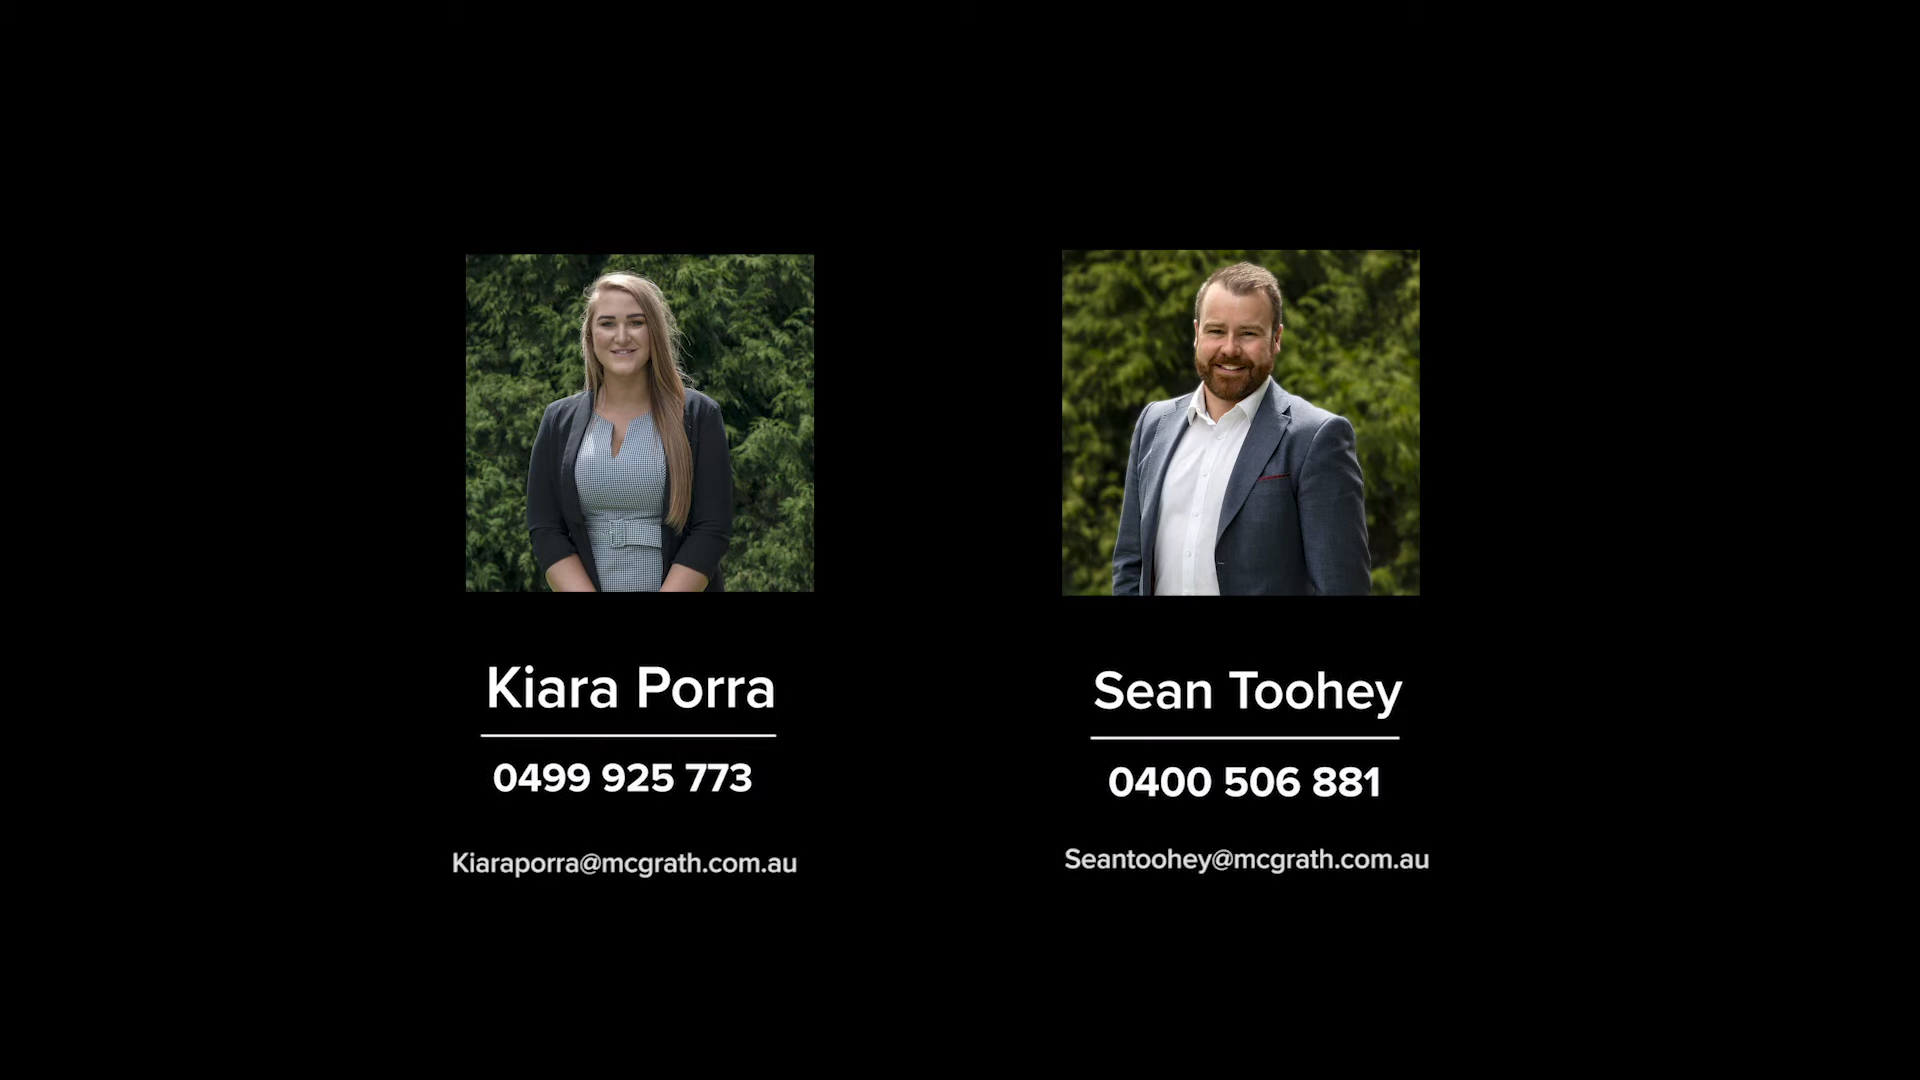 Kiara Porra
0499 925 773
Kiaraporra@mcgrath.com.au
Sean Toohey
0400 506 881
Seantoohey@mcgrath.com.au